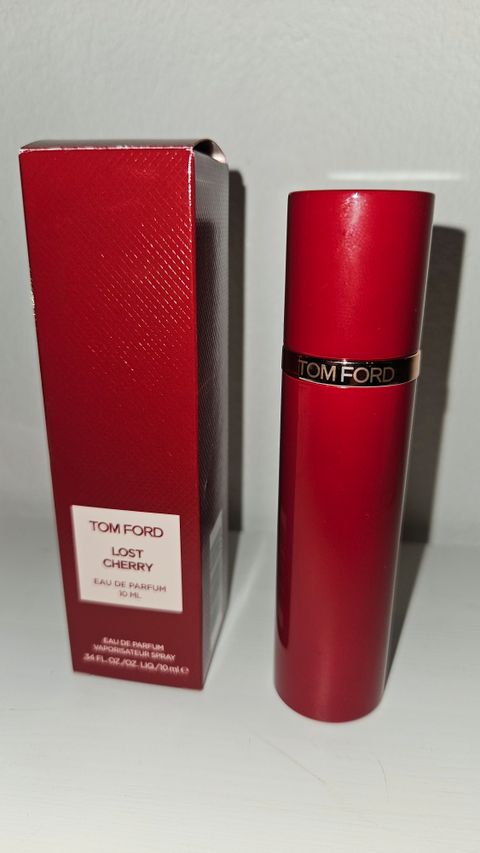 TOM FORD
LOST
CHERRY
EAU DE PARFUM
10 ML
EAU DE PARFUM
VAPORISATEUR SPRAY
.34 FL.OZ./OZ. LIQ./10 ml e
TOM FORD